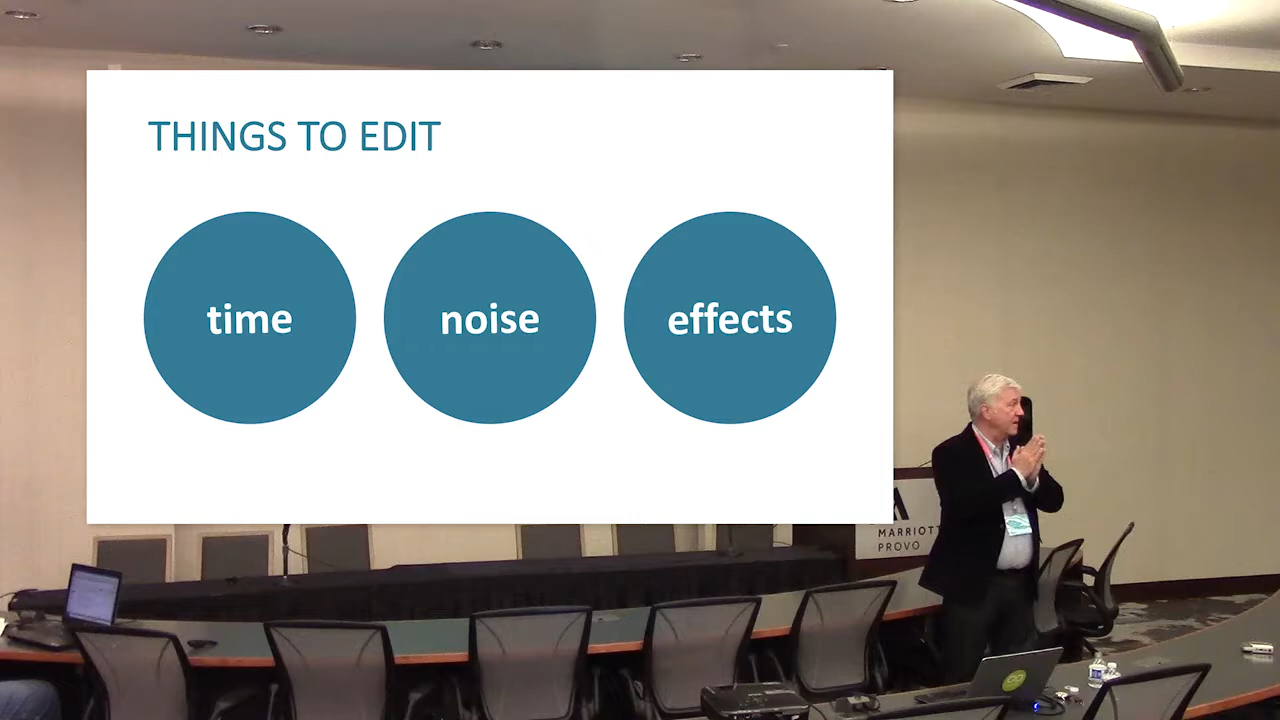 THINGS TO EDIT
time
noise
effects
MARRIOTT
PROVO